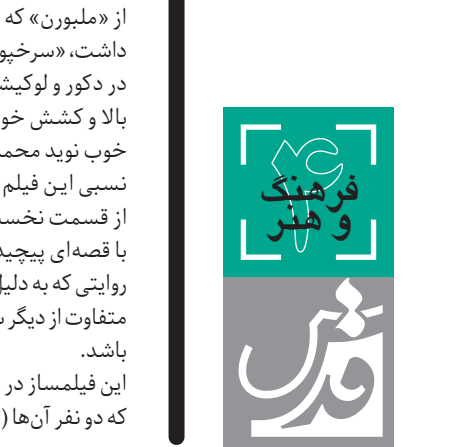 از «ملبورن» که
داشت، «سرخپو
در دکور و لوکیش
بالا و کشش خو
خوب نوید محمد
نسبی این فیلم
از قسمت نخست
با قصه‌ای پیچید
روایتی که به دلیل
متفاوت از دیگر س
باشد.
این فیلمساز در
که دو نفر آن‌ها (
۴
فرهنگ
و هنر
قدس